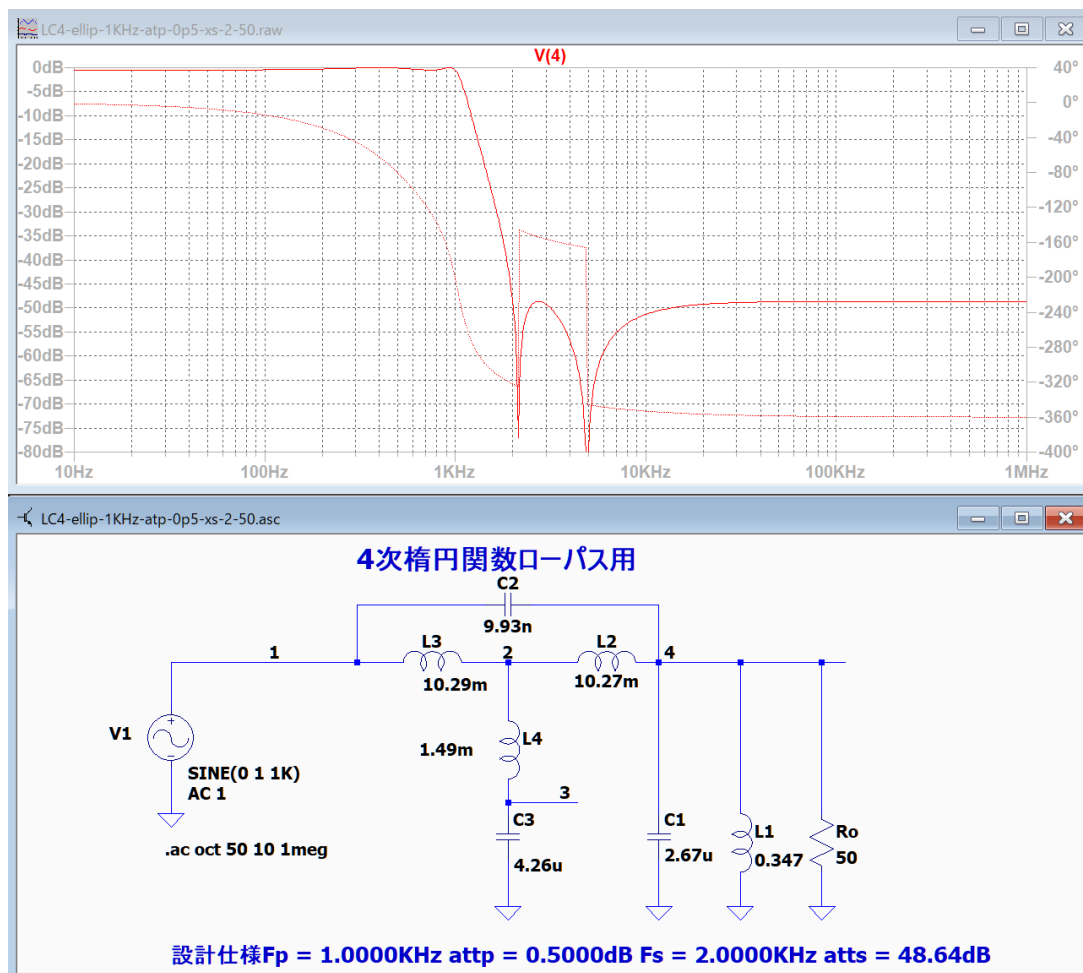 LC4-ellip-1KHz-atp-0p5-xs-2-50.raw
V(4)
0dB
-5dB
-10dB
-15dB
-20dB
-25dB
-30dB
-35dB
-40dB
-45dB
-50dB
-55dB
-60dB
-65dB
-70dB
-75dB
-80dB
40°
0°
-40°
-80°
-120°
-160°
-200°
-240°
-280°
-320°
-360°
-400°
10Hz 100Hz 1KHz 10KHz 100KHz 1MHz
LC4-ellip-1KHz-atp-0p5-xs-2-50.asc
4次楕円関数ローパス用
C2
9.93n
1
L3
2
L2
4
10.29m
10.27m
V1
1.49m
L4
SINE(0 1 1K)
AC 1
3
C3
C1
L1
Ro
.ac oct 50 10 1meg
4.26u
2.67u
0.347
50
設計仕様Fp = 1.0000KHz attp = 0.5000dB Fs = 2.0000KHz atts = 48.64dB